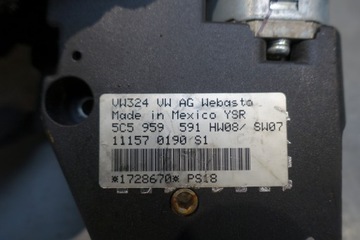 VW324 VW AG Webasto
Made in Mexico YSR
5C5 959 591 HW08/ SW07
11157 0190 S1
*1728670* PS18